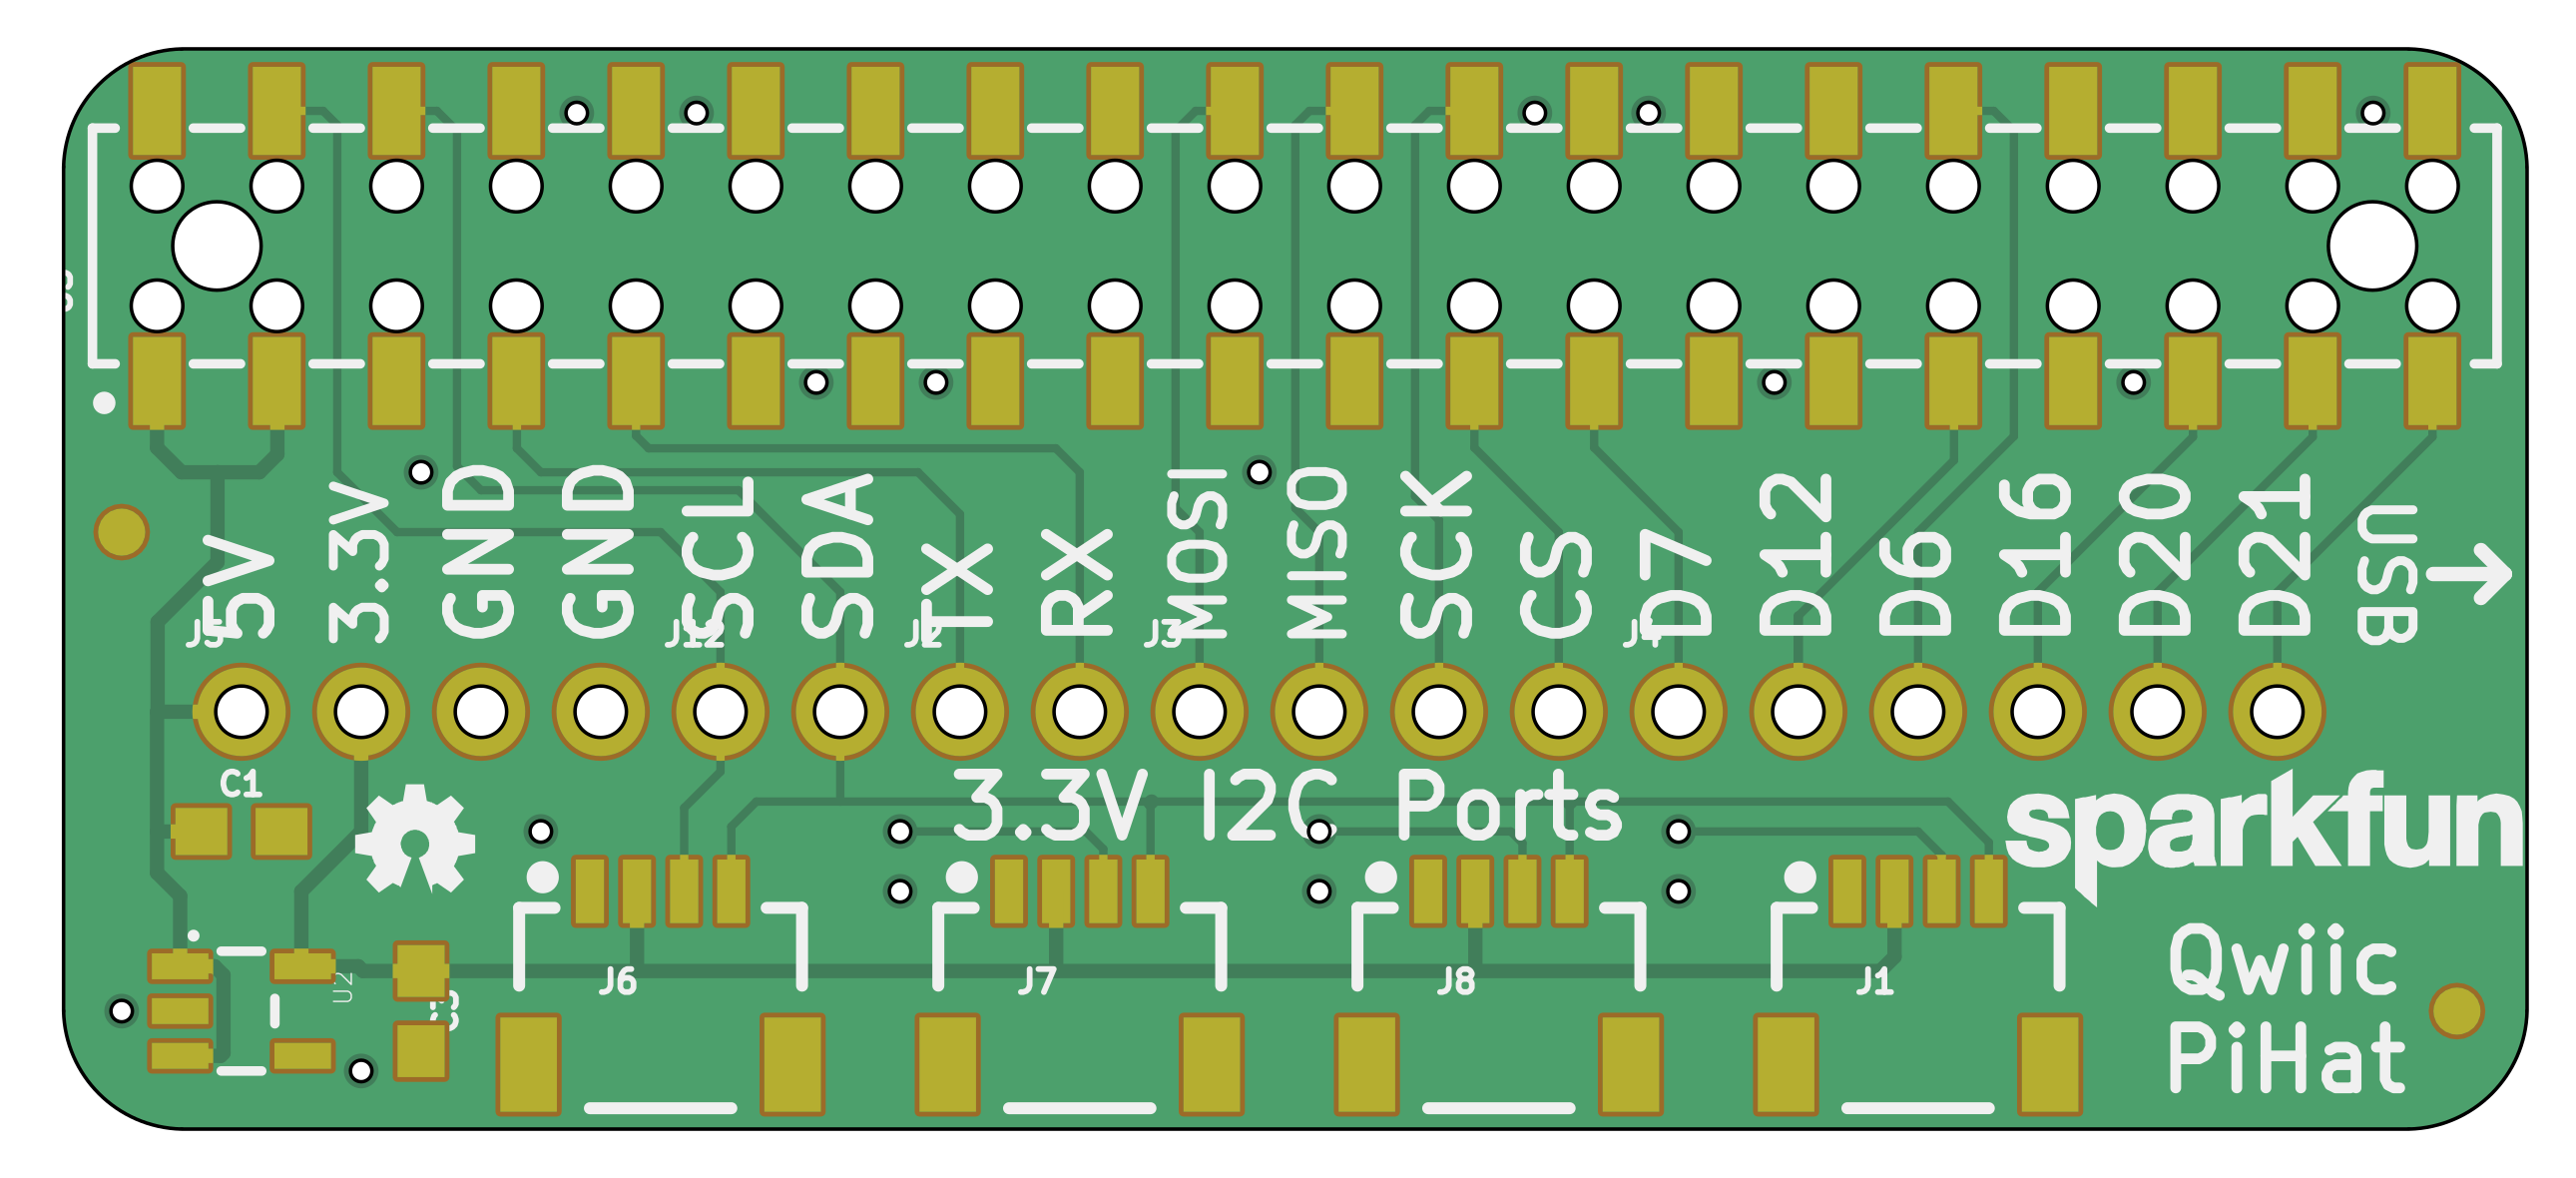 5V
3.3V
GND
GND
SCL
SDA
TX
RX
MOSI
MISO
SCK
CS
D7
D12
D6
D16
D20
D21
USB
J5
J12
J2
J3
J4
C1
3.3V I2C Ports
sparkfun
J6
J7
J8
J1
U2
C3
Qwiic
PiHat